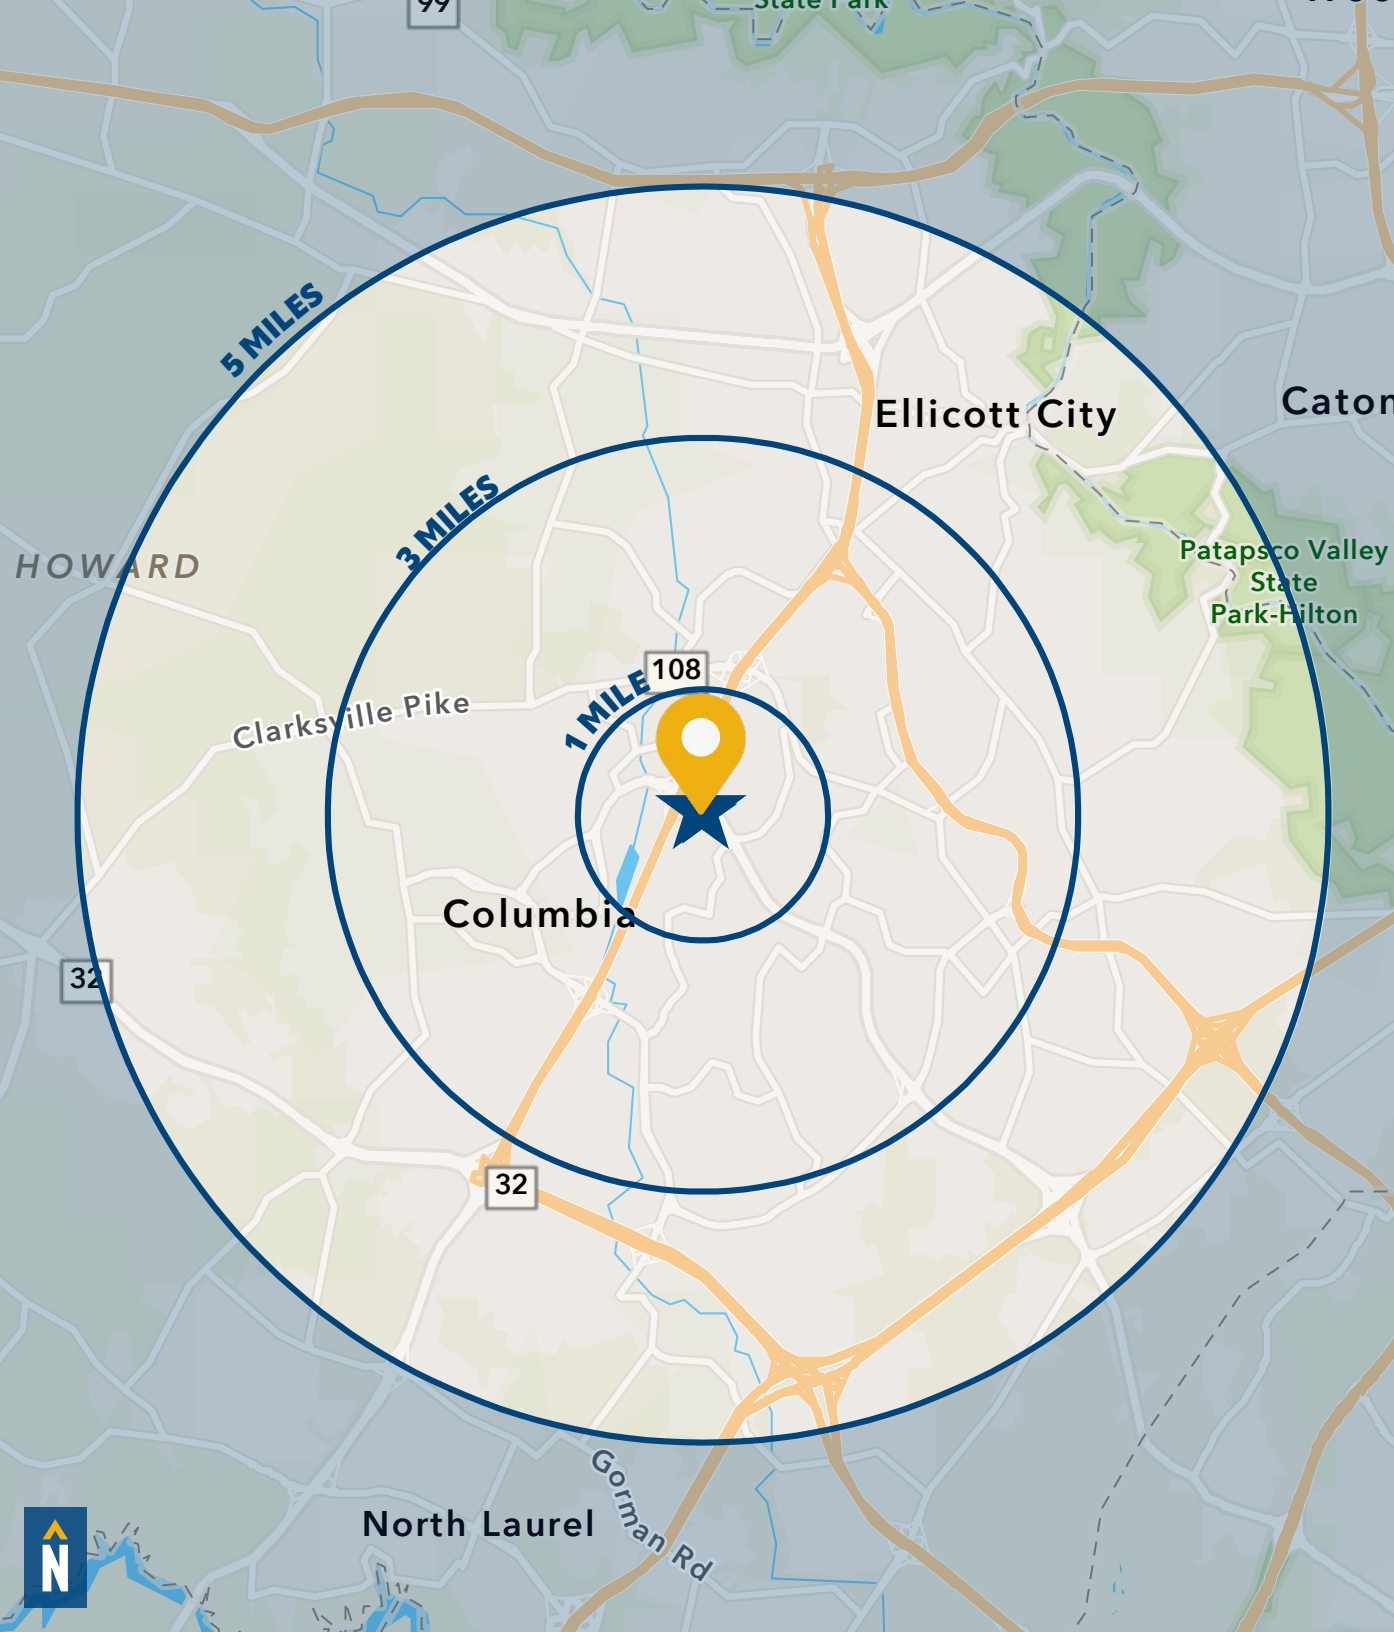 99
State Park
Ellicott City
5 MILES
3 MILES
HOWARD
Patapsco Valley
State
Park-Hilton
108
1 MILE
Clarksville Pike
Columbia
32
32
Gorman Rd
North Laurel
N